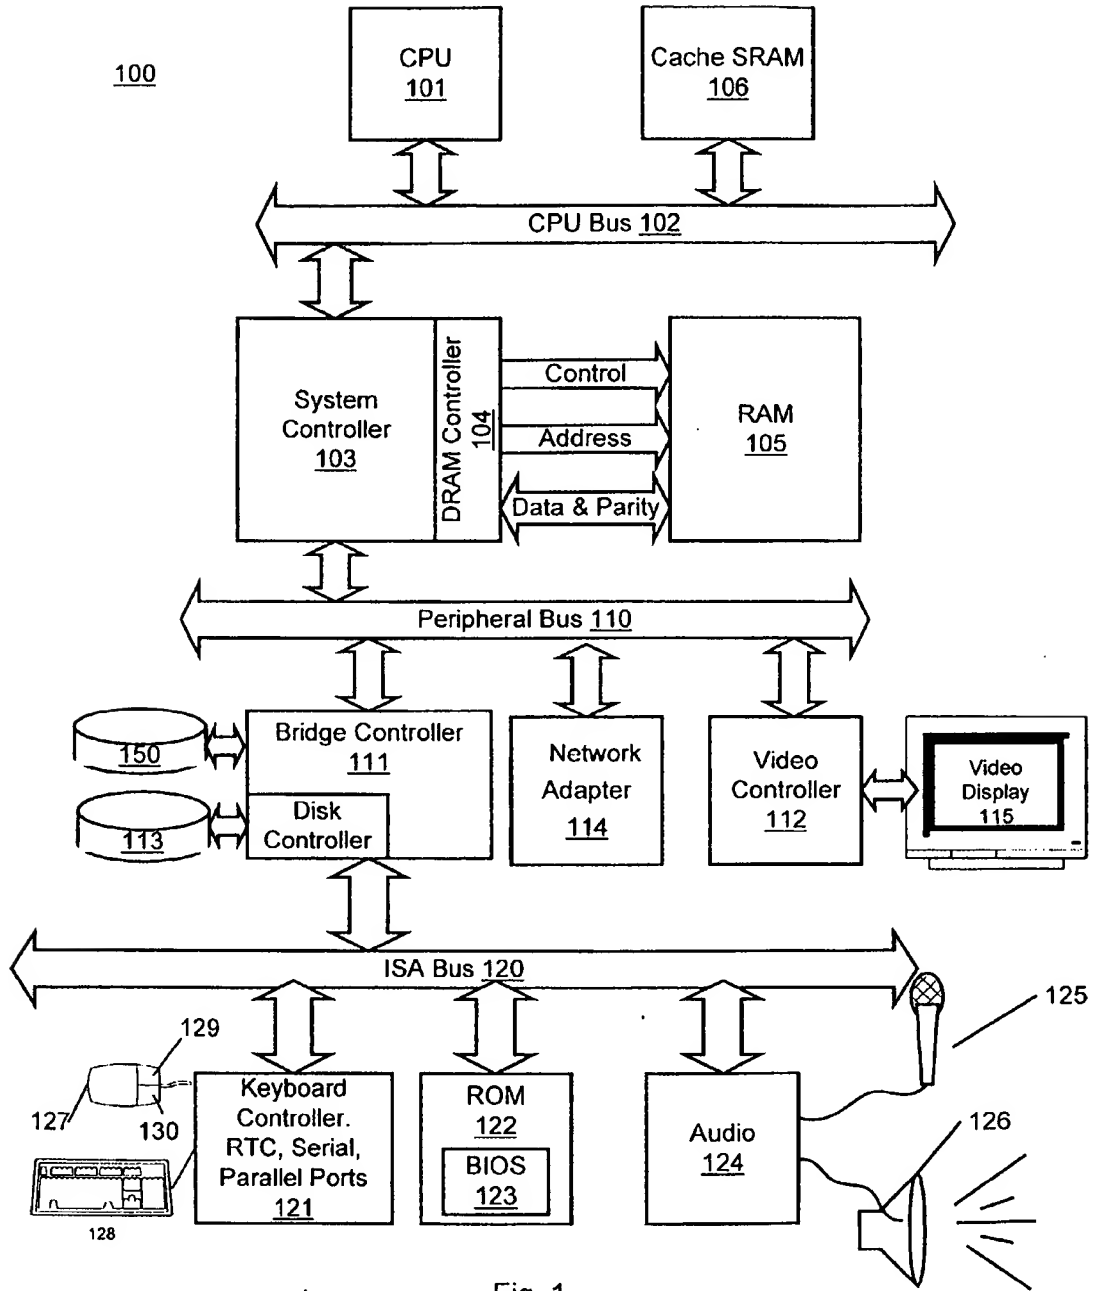 100
CPU
101
Cache SRAM
106
CPU Bus 102
System
Controller
103
DRAM Controller
104
Control
Address
Data & Parity
RAM
105
Peripheral Bus 110
150
113
Bridge Controller
111
Disk
Controller
Network
Adapter
114
Video
Controller
112
Video
Display
115
ISA Bus 120
129
127
130
128
Keyboard
Controller.
RTC, Serial,
Parallel Ports
121
ROM
122
BIOS
123
Audio
124
125
126
Fig. 1